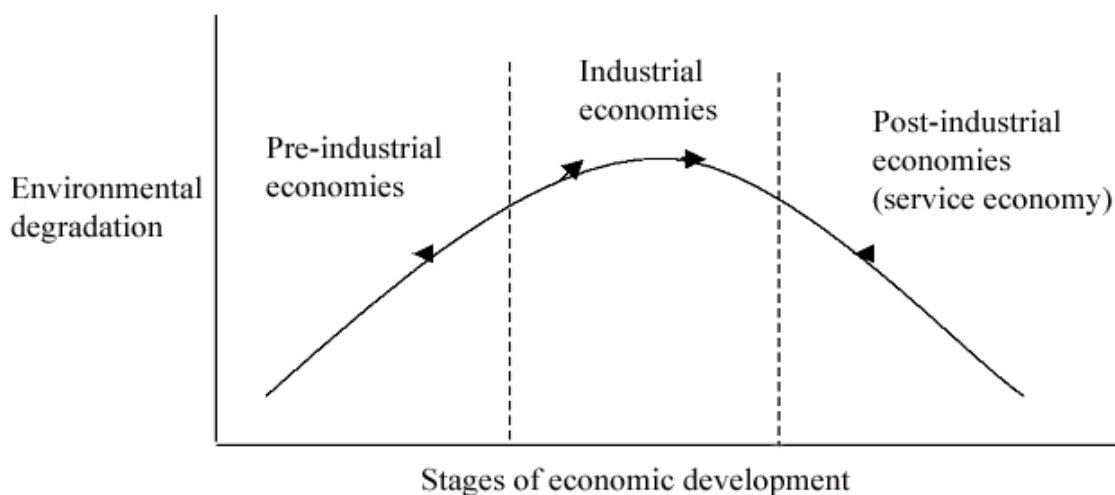 Industrial
economies
Pre-industrial
economies
Post-industrial
economies
(service economy)
Environmental
degradation
Stages of economic development